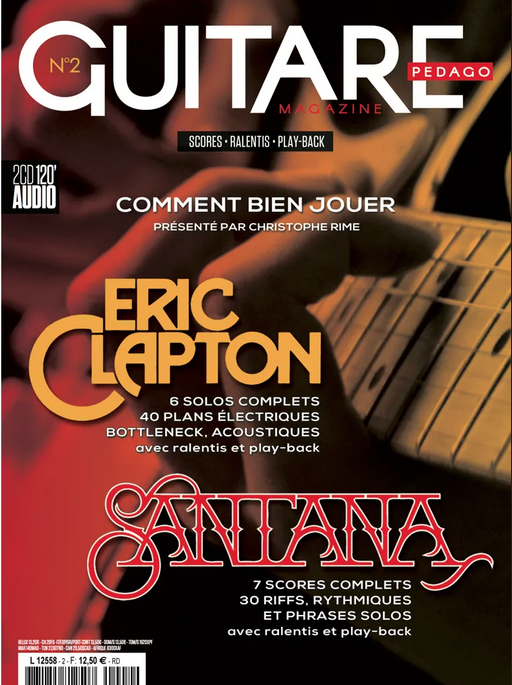 N°2
GUITARE
PEDAGO
MAGAZINE
SCORES • RALENTIS • PLAY-BACK
2CD 120'
AUDIO
COMMENT BIEN JOUER
PRÉSENTÉ PAR CHRISTOPHE RIME
ERIC
CLAPTON
6 SOLOS COMPLETS
40 PLANS ÉLECTRIQUES
BOTTLENECK, ACOUSTIQUES
avec ralentis et play-back
SANTANA
7 SCORES COMPLETS
30 RIFFS, RYTHMIQUES
ET PHRASES SOLOS
avec ralentis et play-back
L 12558 - 2 - F: 12,50 € - RD